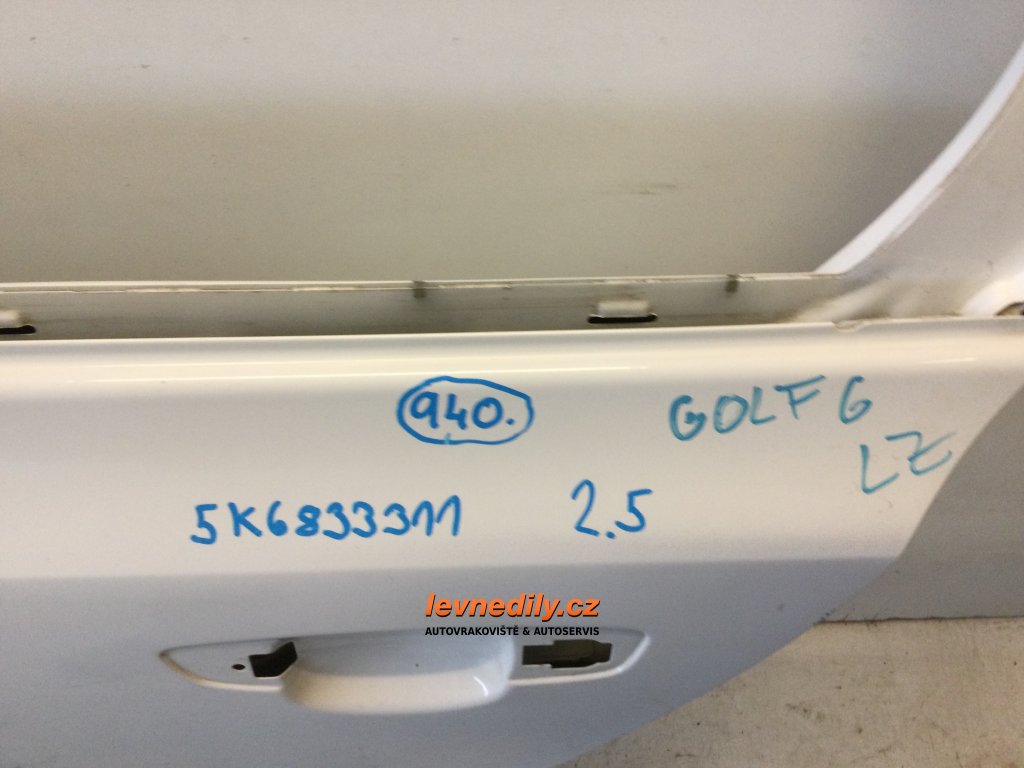 940.
GOLF 6
LZ
5K6833311 2.5
levnedily.cz
AUTOVRAKOVIŠTĚ & AUTOSERVIS